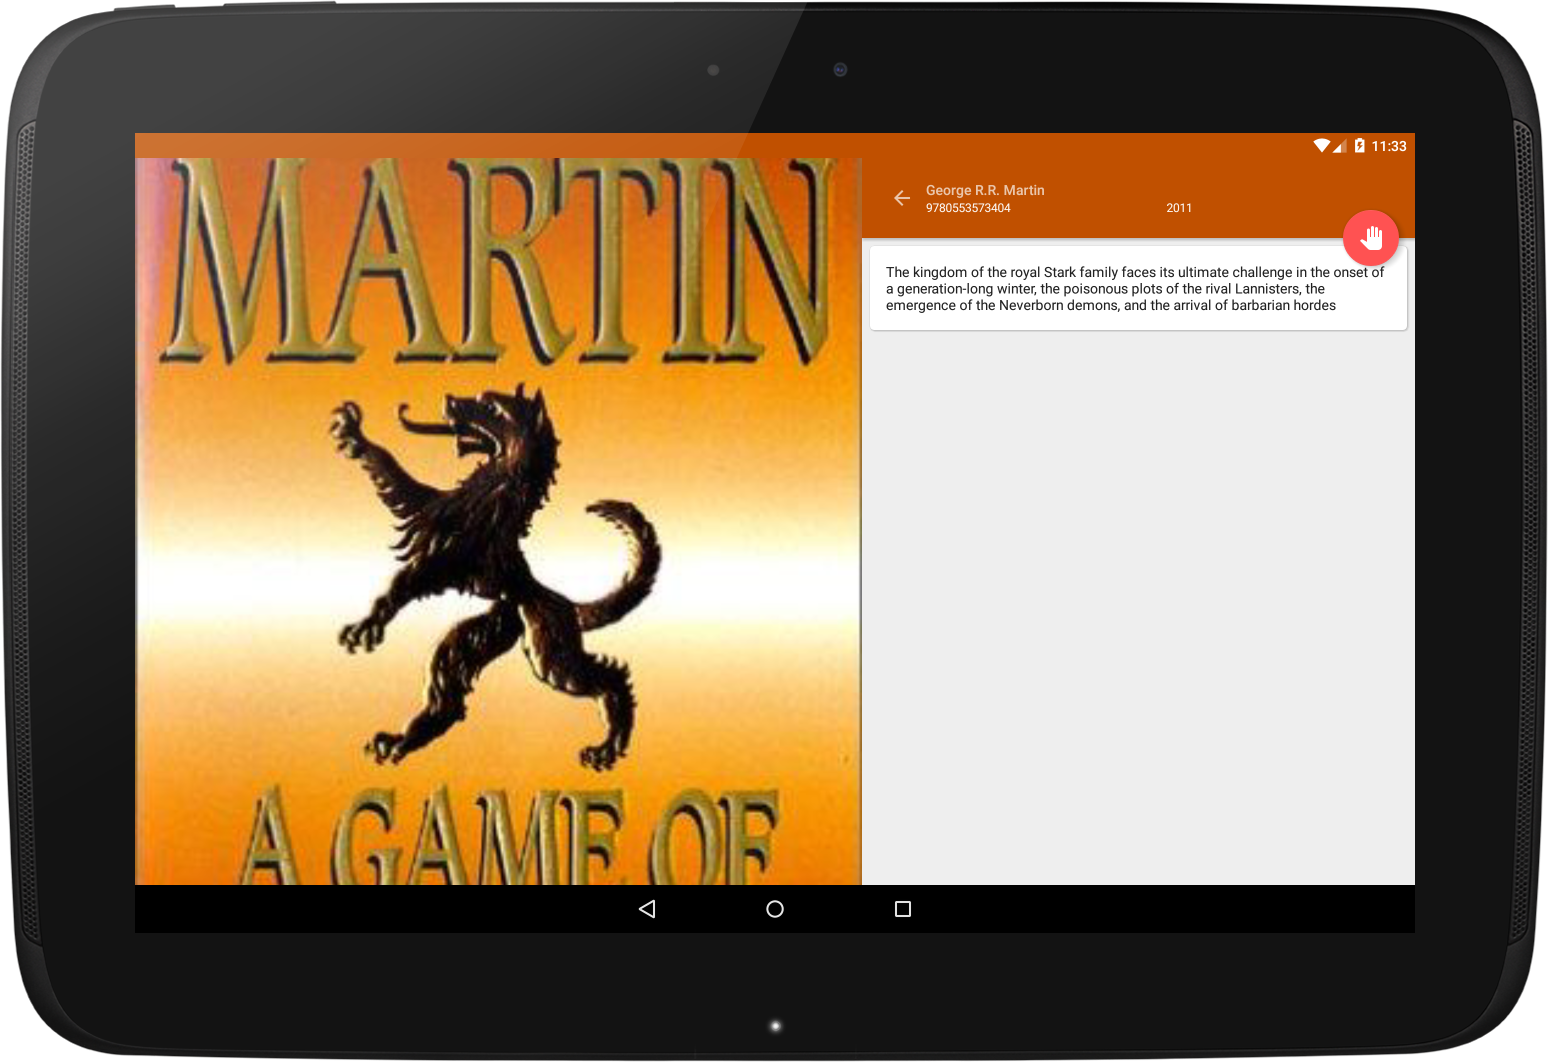 11:33
MARTIN
A GAME OF
George R.R. Martin
9780553573404 2011
The kingdom of the royal Stark family faces its ultimate challenge in the onset of
a generation-long winter, the poisonous plots of the rival Lannisters, the
emergence of the Neverborn demons, and the arrival of barbarian hordes